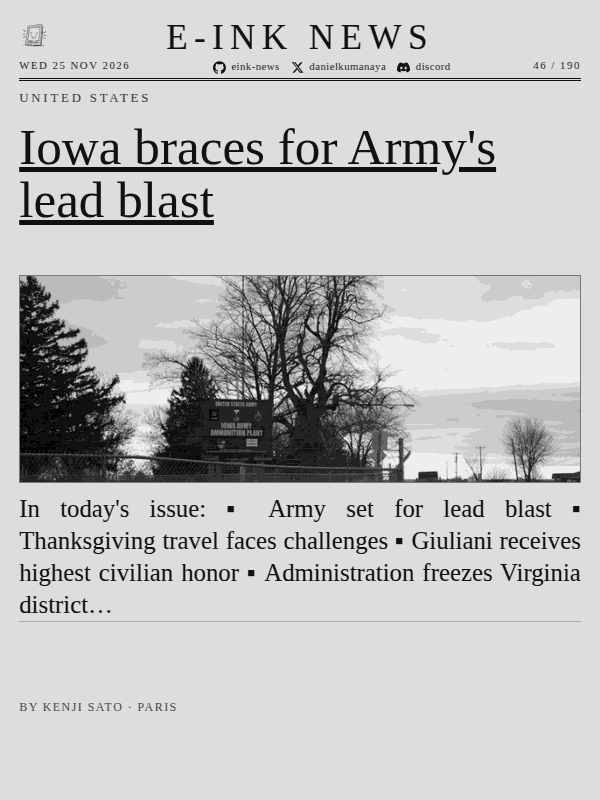 E-INK NEWS
WED 25 NOV 2026
eink-news danielkumanaya discord
46 / 190
UNITED STATES
Iowa braces for Army's
lead blast
UNITED STATES ARMY
IOWA ARMY
AMMUNITION PLANT
In today's issue: ▪ Army set for lead blast ▪
Thanksgiving travel faces challenges ▪ Giuliani receives
highest civilian honor ▪ Administration freezes Virginia
district…
BY KENJI SATO · PARIS